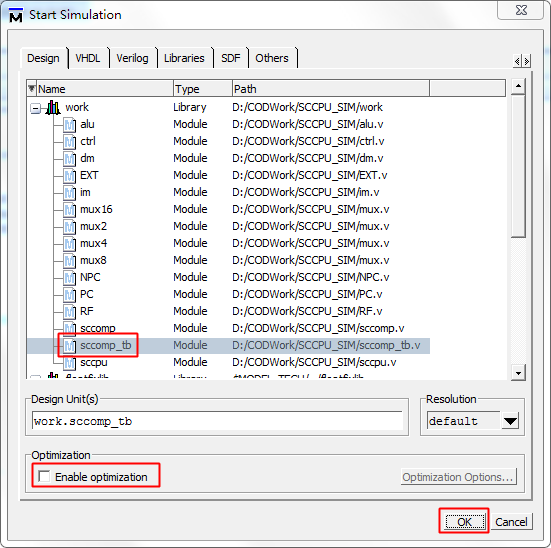 Start Simulation
Design VHDL Verilog Libraries SDF Others
Name Type Path
work Library D:/CODWork/SCCPU_SIM/work
alu Module D:/CODWork/SCCPU_SIM/alu.v
ctrl Module D:/CODWork/SCCPU_SIM/ctrl.v
dm Module D:/CODWork/SCCPU_SIM/dm.v
EXT Module D:/CODWork/SCCPU_SIM/EXT.v
im Module D:/CODWork/SCCPU_SIM/im.v
mux16 Module D:/CODWork/SCCPU_SIM/mux.v
mux2 Module D:/CODWork/SCCPU_SIM/mux.v
mux4 Module D:/CODWork/SCCPU_SIM/mux.v
mux8 Module D:/CODWork/SCCPU_SIM/mux.v
NPC Module D:/CODWork/SCCPU_SIM/NPC.v
PC Module D:/CODWork/SCCPU_SIM/PC.v
RF Module D:/CODWork/SCCPU_SIM/RF.v
sccomp Module D:/CODWork/SCCPU_SIM/sccomp.v
sccomp_tb Module D:/CODWork/SCCPU_SIM/sccomp_tb.v
sccpu Module D:/CODWork/SCCPU_SIM/sccpu.v
Library
Design Unit(s) Resolution
work.sccomp_tb default
Optimization
Enable optimization Optimization Options...
OK Cancel